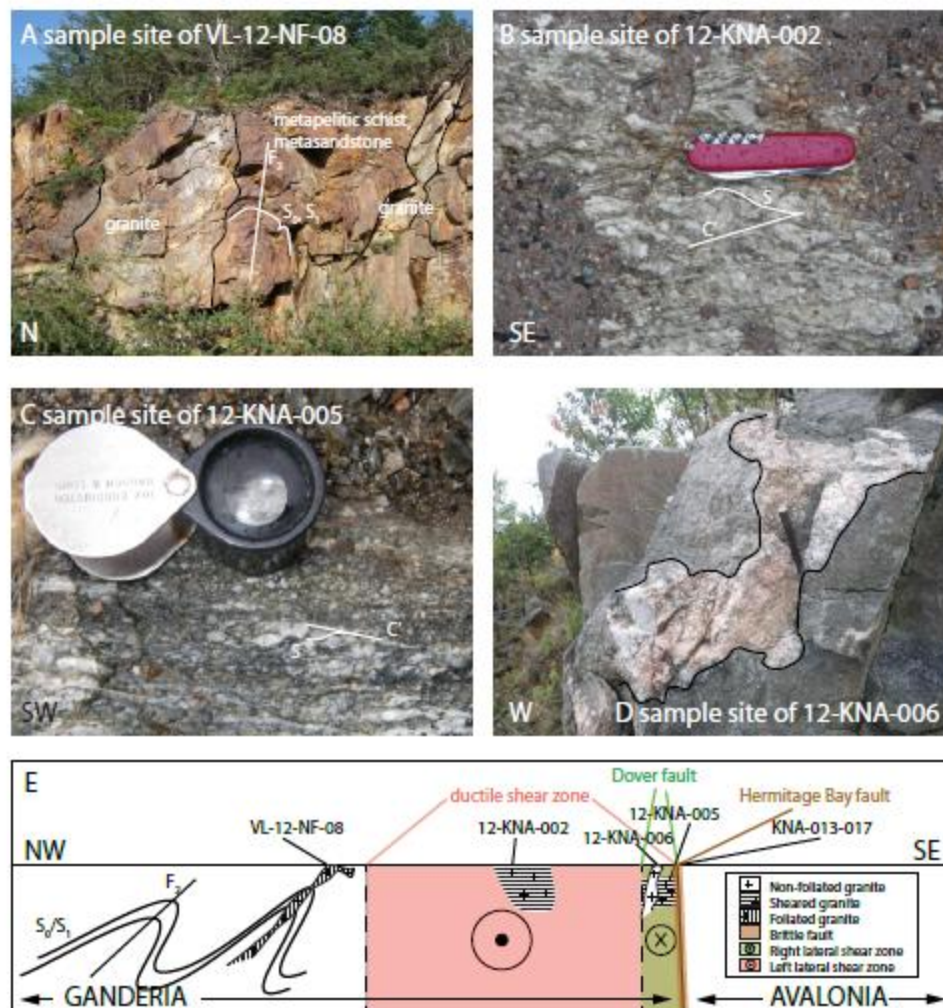 A sample site of VL-12-NF-08
metapelitic schist,
metasandstone
F₂
S₀, S₁
granite
granite
N
B sample site of 12-KNA-002
S
C
SE
C sample site of 12-KNA-005
BAUSCH & LOMB
C
S
SW
W
D sample site of 12-KNA-006
E
Dover fault
ductile shear zone
Hermitage Bay fault
12-KNA-005
VL-12-NF-08
12-KNA-002
12-KNA-006
KNA-013-017
NW
SE
F₂
S₀/S₁
Non-foliated granite
Sheared granite
Foliated granite
Brittle fault
Right lateral shear zone
Left lateral shear zone
GANDERIA
AVALONIA